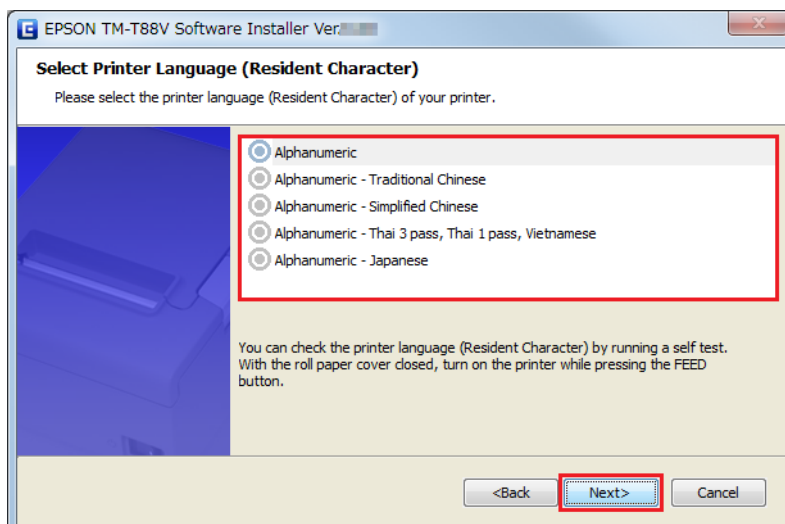 EPSON TM-T88V Software Installer Ver.
Select Printer Language (Resident Character)
Please select the printer language (Resident Character) of your printer.
Alphanumeric
Alphanumeric - Traditional Chinese
Alphanumeric - Simplified Chinese
Alphanumeric - Thai 3 pass, Thai 1 pass, Vietnamese
Alphanumeric - Japanese
You can check the printer language (Resident Character) by running a self test.
With the roll paper cover closed, turn on the printer while pressing the FEED
button.
<Back Next> Cancel